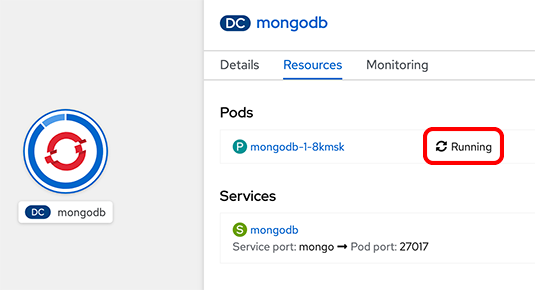 DC mongodb
Details Resources Monitoring
Pods
P mongodb-1-8kmsk Running
DC mongodb
Services
S mongodb
Service port: mongo ➞ Pod port: 27017